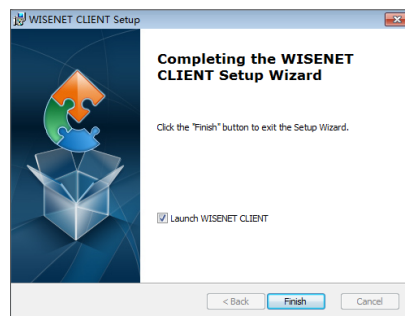 WISENET CLIENT Setup
Completing the WISENET
CLIENT Setup Wizard
Click the "Finish" button to exit the Setup Wizard.
Launch WISENET CLIENT
< Back
Finish
Cancel